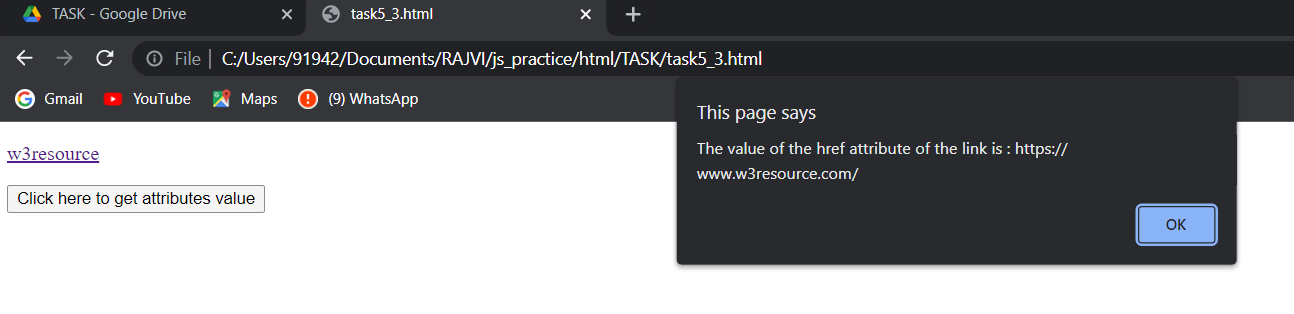 TASK - Google Drive
task5_3.html
File | C:/Users/91942/Documents/RAJVI/js_practice/html/TASK/task5_3.html
Gmail YouTube Maps (9) WhatsApp
This page says
The value of the href attribute of the link is : https://
www.w3resource.com/
OK
w3resource
Click here to get attributes value